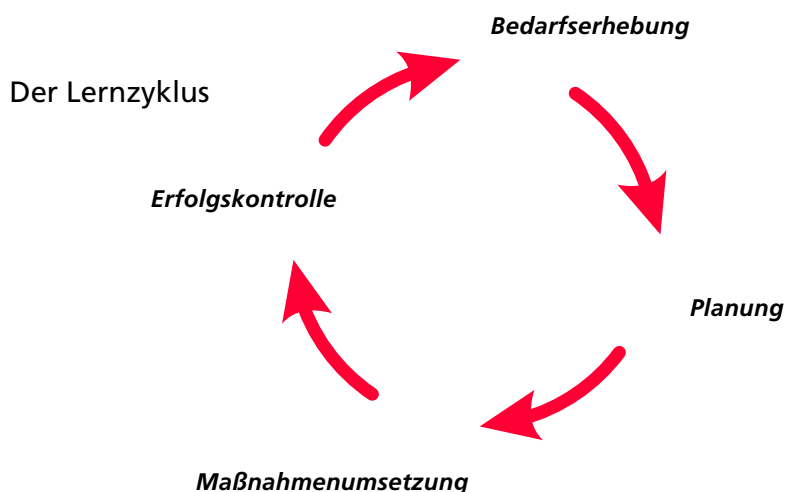 Bedarfserhebung
Der Lernzyklus
Erfolgskontrolle
Planung
Maßnahmenumsetzung